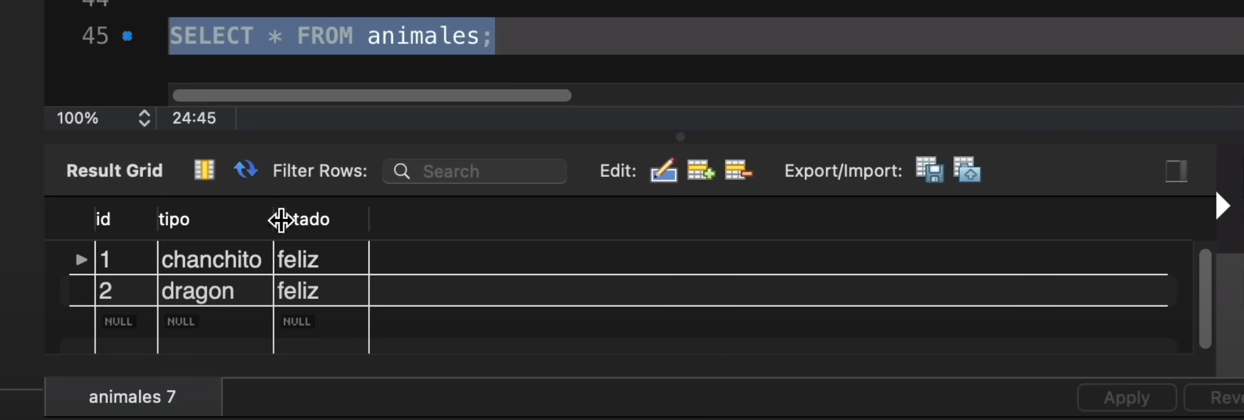 44
45 SELECT * FROM animales;
100% 24:45
Result Grid Filter Rows: Search Edit: Export/Import:
id tipo tado
1 chanchito feliz
2 dragon feliz
NULL NULL NULL
animales 7 Apply Rev